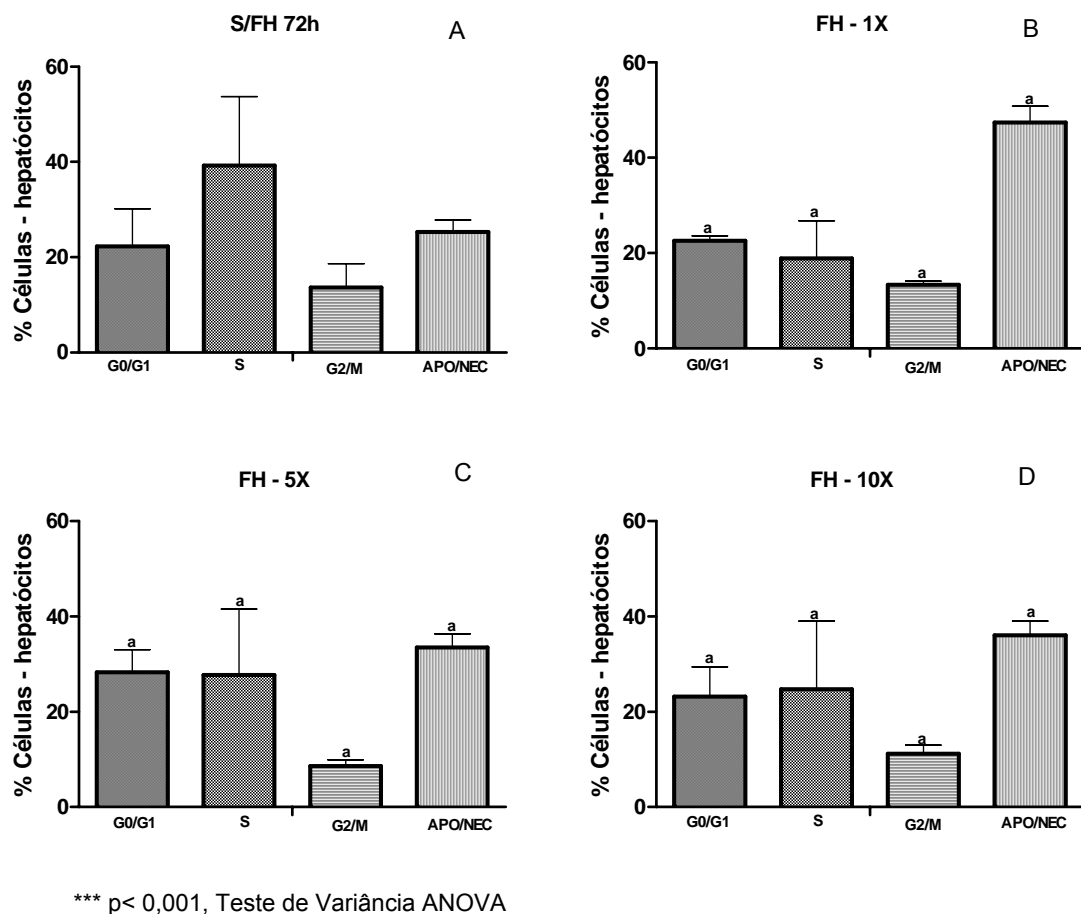 S/FH 72h
A
% Células - hepatócitos
60
40
20
0
G0/G1 S G2/M APO/NEC
FH - 1X
B
% Células - hepatócitos
60
40
20
0
a a a a
G0/G1 S G2/M APO/NEC
FH - 5X
C
% Células - hepatócitos
60
40
20
0
a a a a
G0/G1 S G2/M APO/NEC
FH - 10X
D
% Células - hepatócitos
60
40
20
0
a a a a
G0/G1 S G2/M APO/NEC
*** p< 0,001, Teste de Variância ANOVA